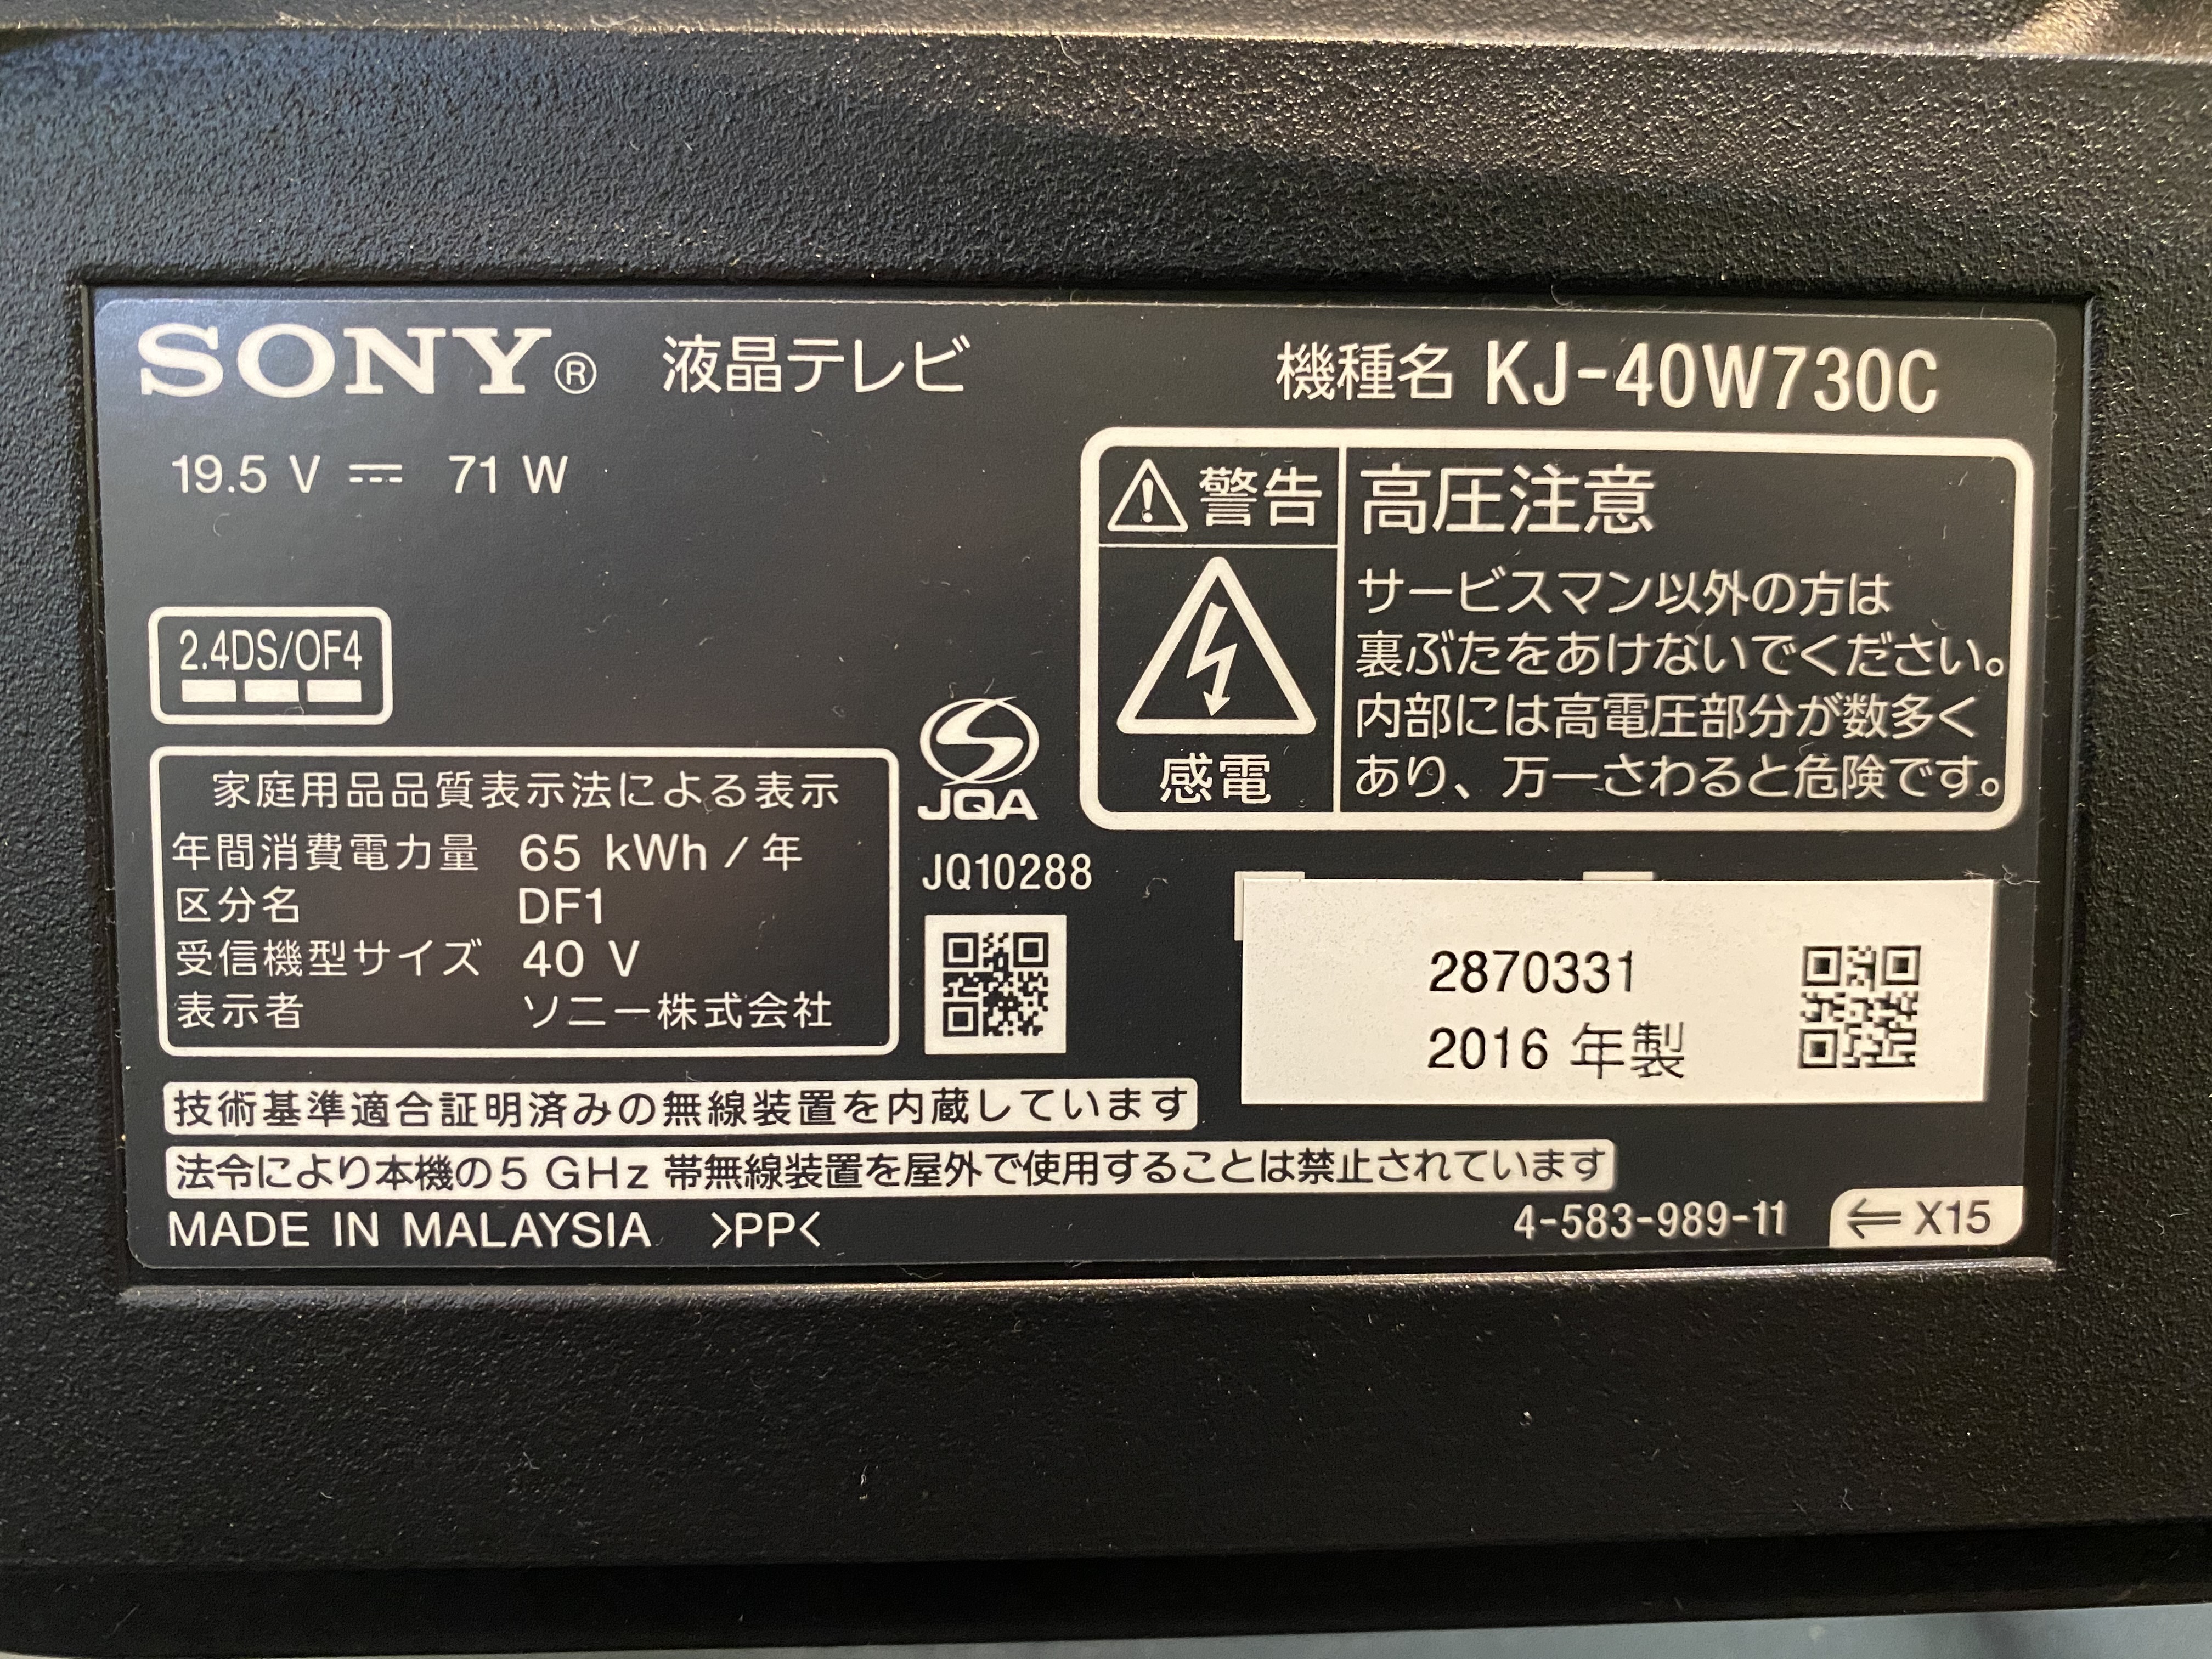 SONY® 液晶テレビ
機種名 KJ-40W730C
19.5 V ⎓ 71 W
警告
高圧注意
サービスマン以外の方は
裏ぶたをあけないでください。
内部には高電圧部分が数多く
あり、万一さわると危険です。
感電
2.4DS/OF4
家庭用品品質表示法による表示
年間消費電力量 65 kWh / 年
区分名 DF1
受信機型サイズ 40 V
表示者 ソニー株式会社
JQA
JQ10288
2870331
2016 年製
技術基準適合証明済みの無線装置を内蔵しています
法令により本機の5 GHz 帯無線装置を屋外で使用することは禁止されています
MADE IN MALAYSIA >PP<
4-583-989-11
⇐ X15